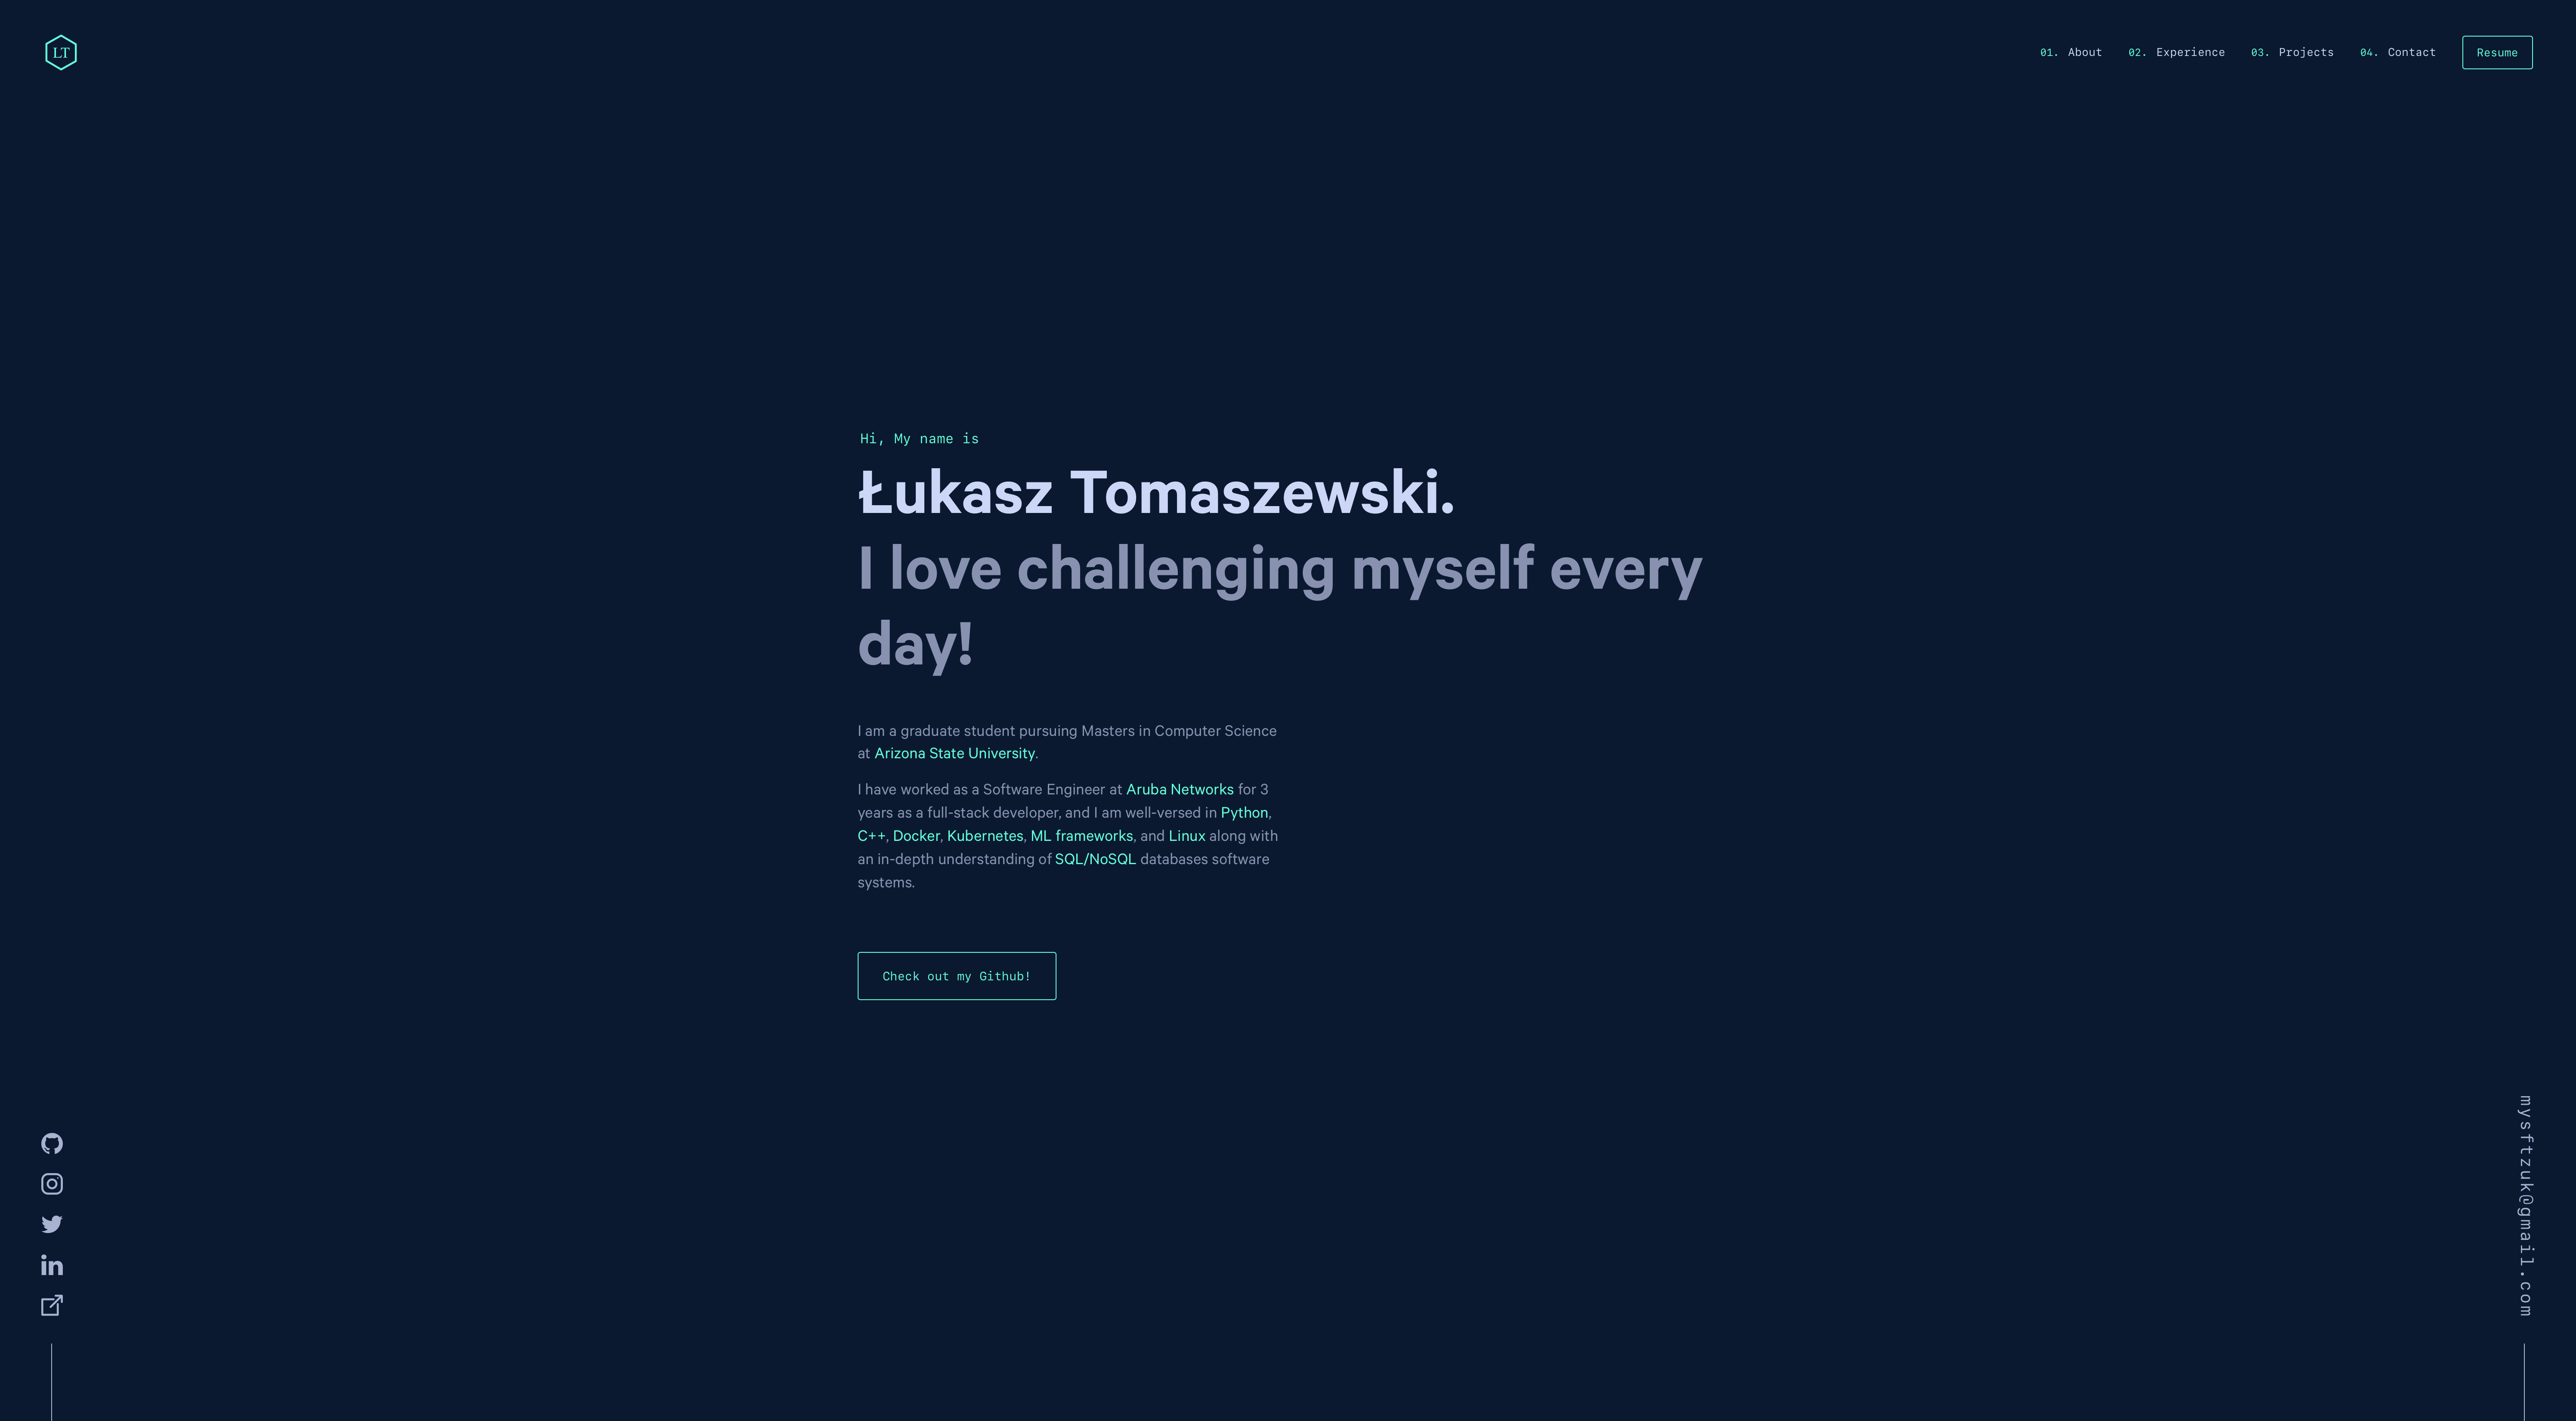 LT
01. About 02. Experience 03. Projects 04. Contact Resume
Hi, My name is
Łukasz Tomaszewski.
I love challenging myself every
day!
I am a graduate student pursuing Masters in Computer Science
at Arizona State University.
I have worked as a Software Engineer at Aruba Networks for 3
years as a full-stack developer, and I am well-versed in Python,
C++, Docker, Kubernetes, ML frameworks, and Linux along with
an in-depth understanding of SQL/NoSQL databases software
systems.
Check out my Github!
in
mysftzuk@gmail.com